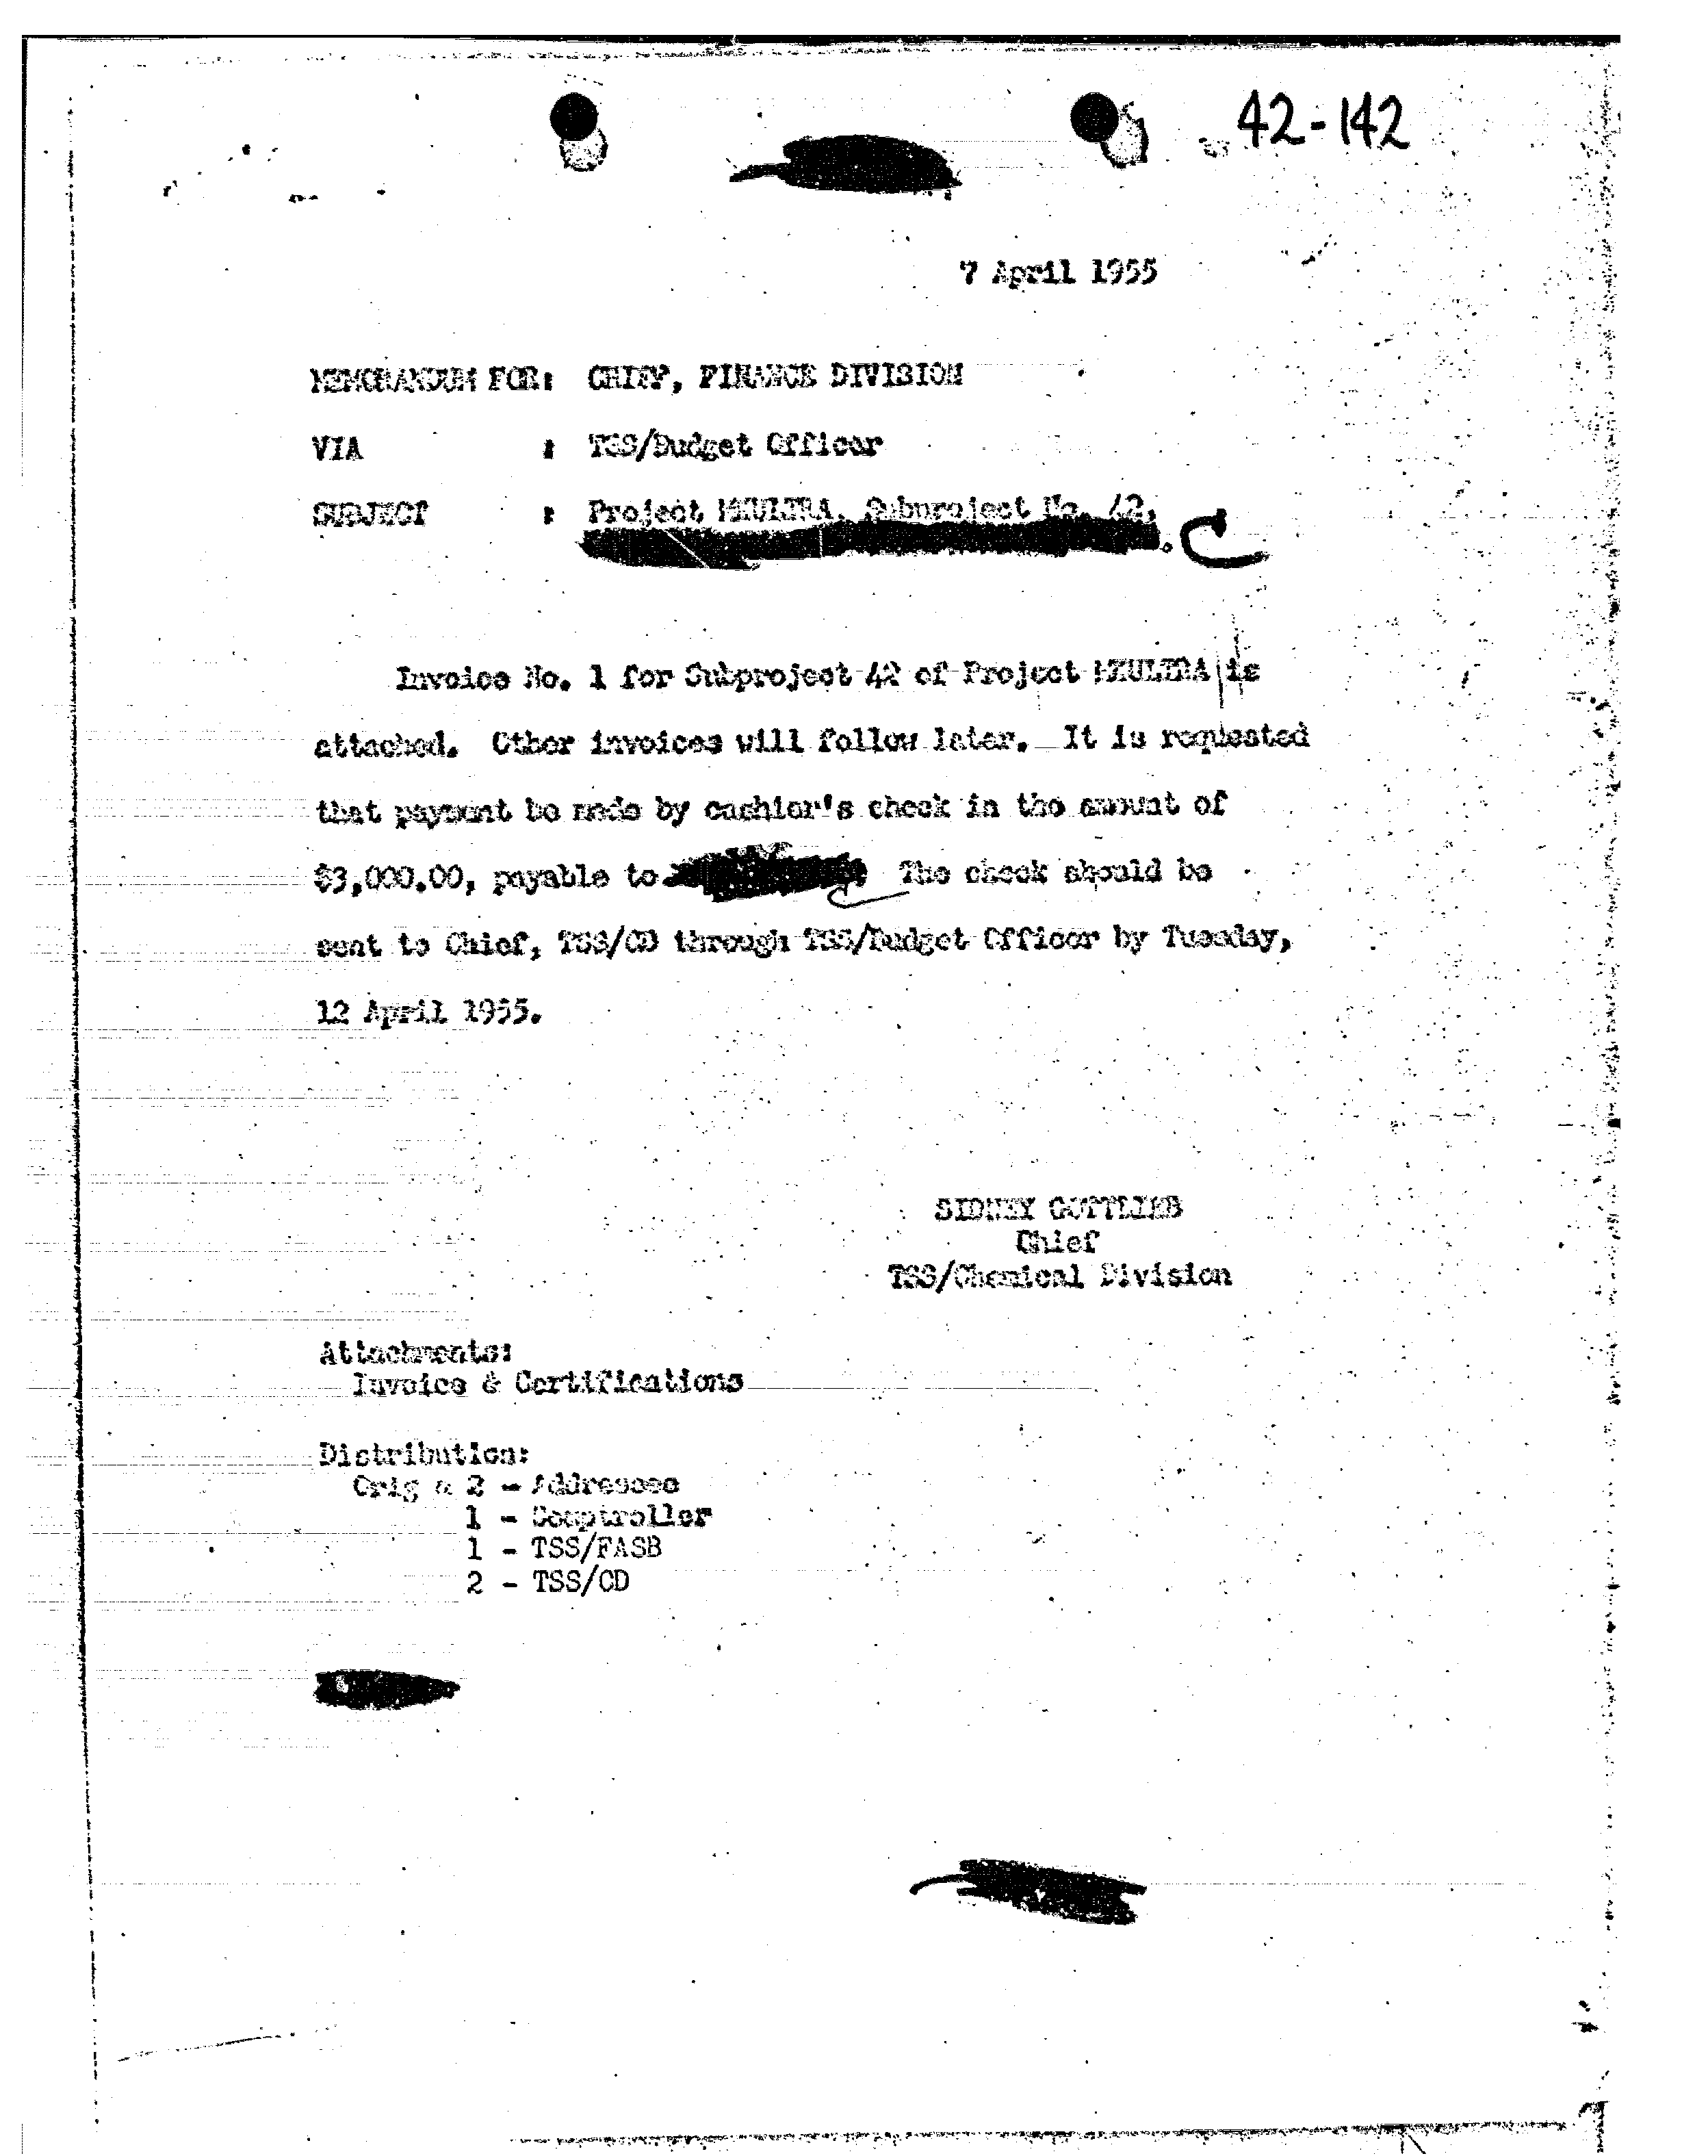 42-142
7 April 1955
MEMORANDUM FOR: CHIEF, FINANCE DIVISION
VIA : TSS/Budget Officer
SUBJECT : Project MKULTRA, Subproject No. 42,
.
C
Invoice No. 1 for Subproject 42 of Project MKULTRA is
attached. Other invoices will follow later. It is requested
that payment be made by cashier's check in the amount of
$3,000.00, payable to The check should be
sent to Chief, TSS/CD through TSS/Budget Officer by Tuesday,
12 April 1955.
SIDNEY GOTTLIEB
Chief
TSS/Chemical Division
Attachments:
Invoice & Certifications
Distribution:
Orig & 2 - Addressee
1 - Comptroller
1 - TSS/FASB
2 - TSS/CD